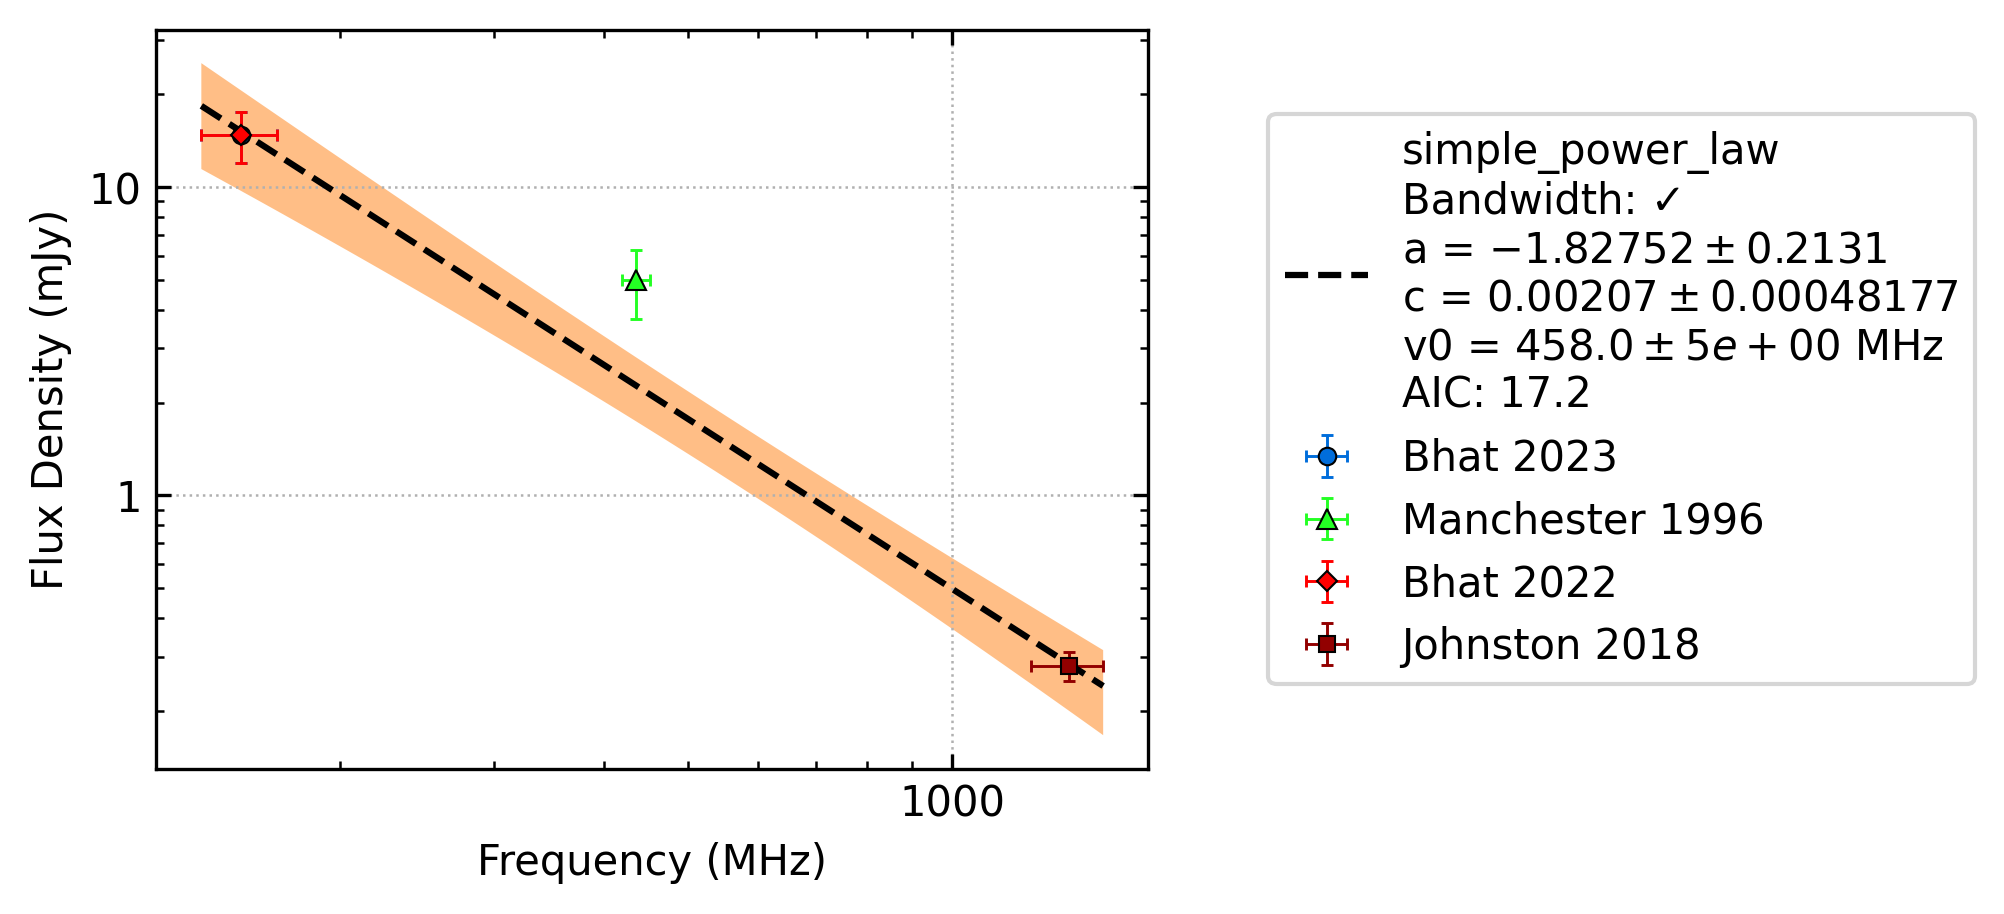 10
1
Flux Density (mJy)
1000
Frequency (MHz)
simple_power_law
Bandwidth: ✓
a = −1.82752 ± 0.2131
c = 0.00207 ± 0.00048177
v0 = 458.0 ± 5e + 00 MHz
AIC: 17.2
Bhat 2023
Manchester 1996
Bhat 2022
Johnston 2018